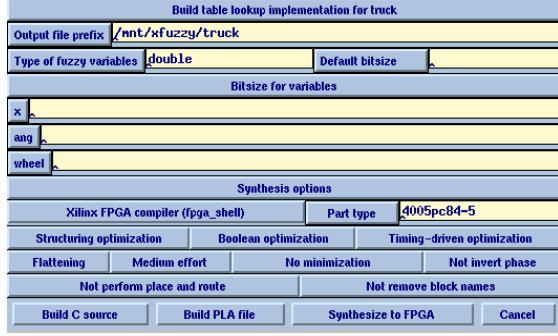 Build table lookup implementation for truck
Output file prefix /mnt/xfuzzy/truck
Type of fuzzy variables double Default bitsize
Bitsize for variables
x
ang
wheel
Synthesis options
Xilinx FPGA compiler (fpga_shell) Part type 4005pc84-5
Structuring optimization Boolean optimization Timing-driven optimization
Flattening Medium effort No minimization Not invert phase
Not perform place and route Not remove block names
Build C source Build PLA file Synthesize to FPGA Cancel